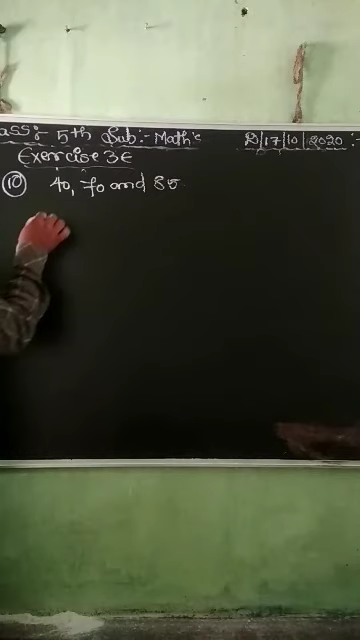 ass:- 5th Sub:- Math's D/17/10/2020
Exercise 3E
10 40, 70 and 85